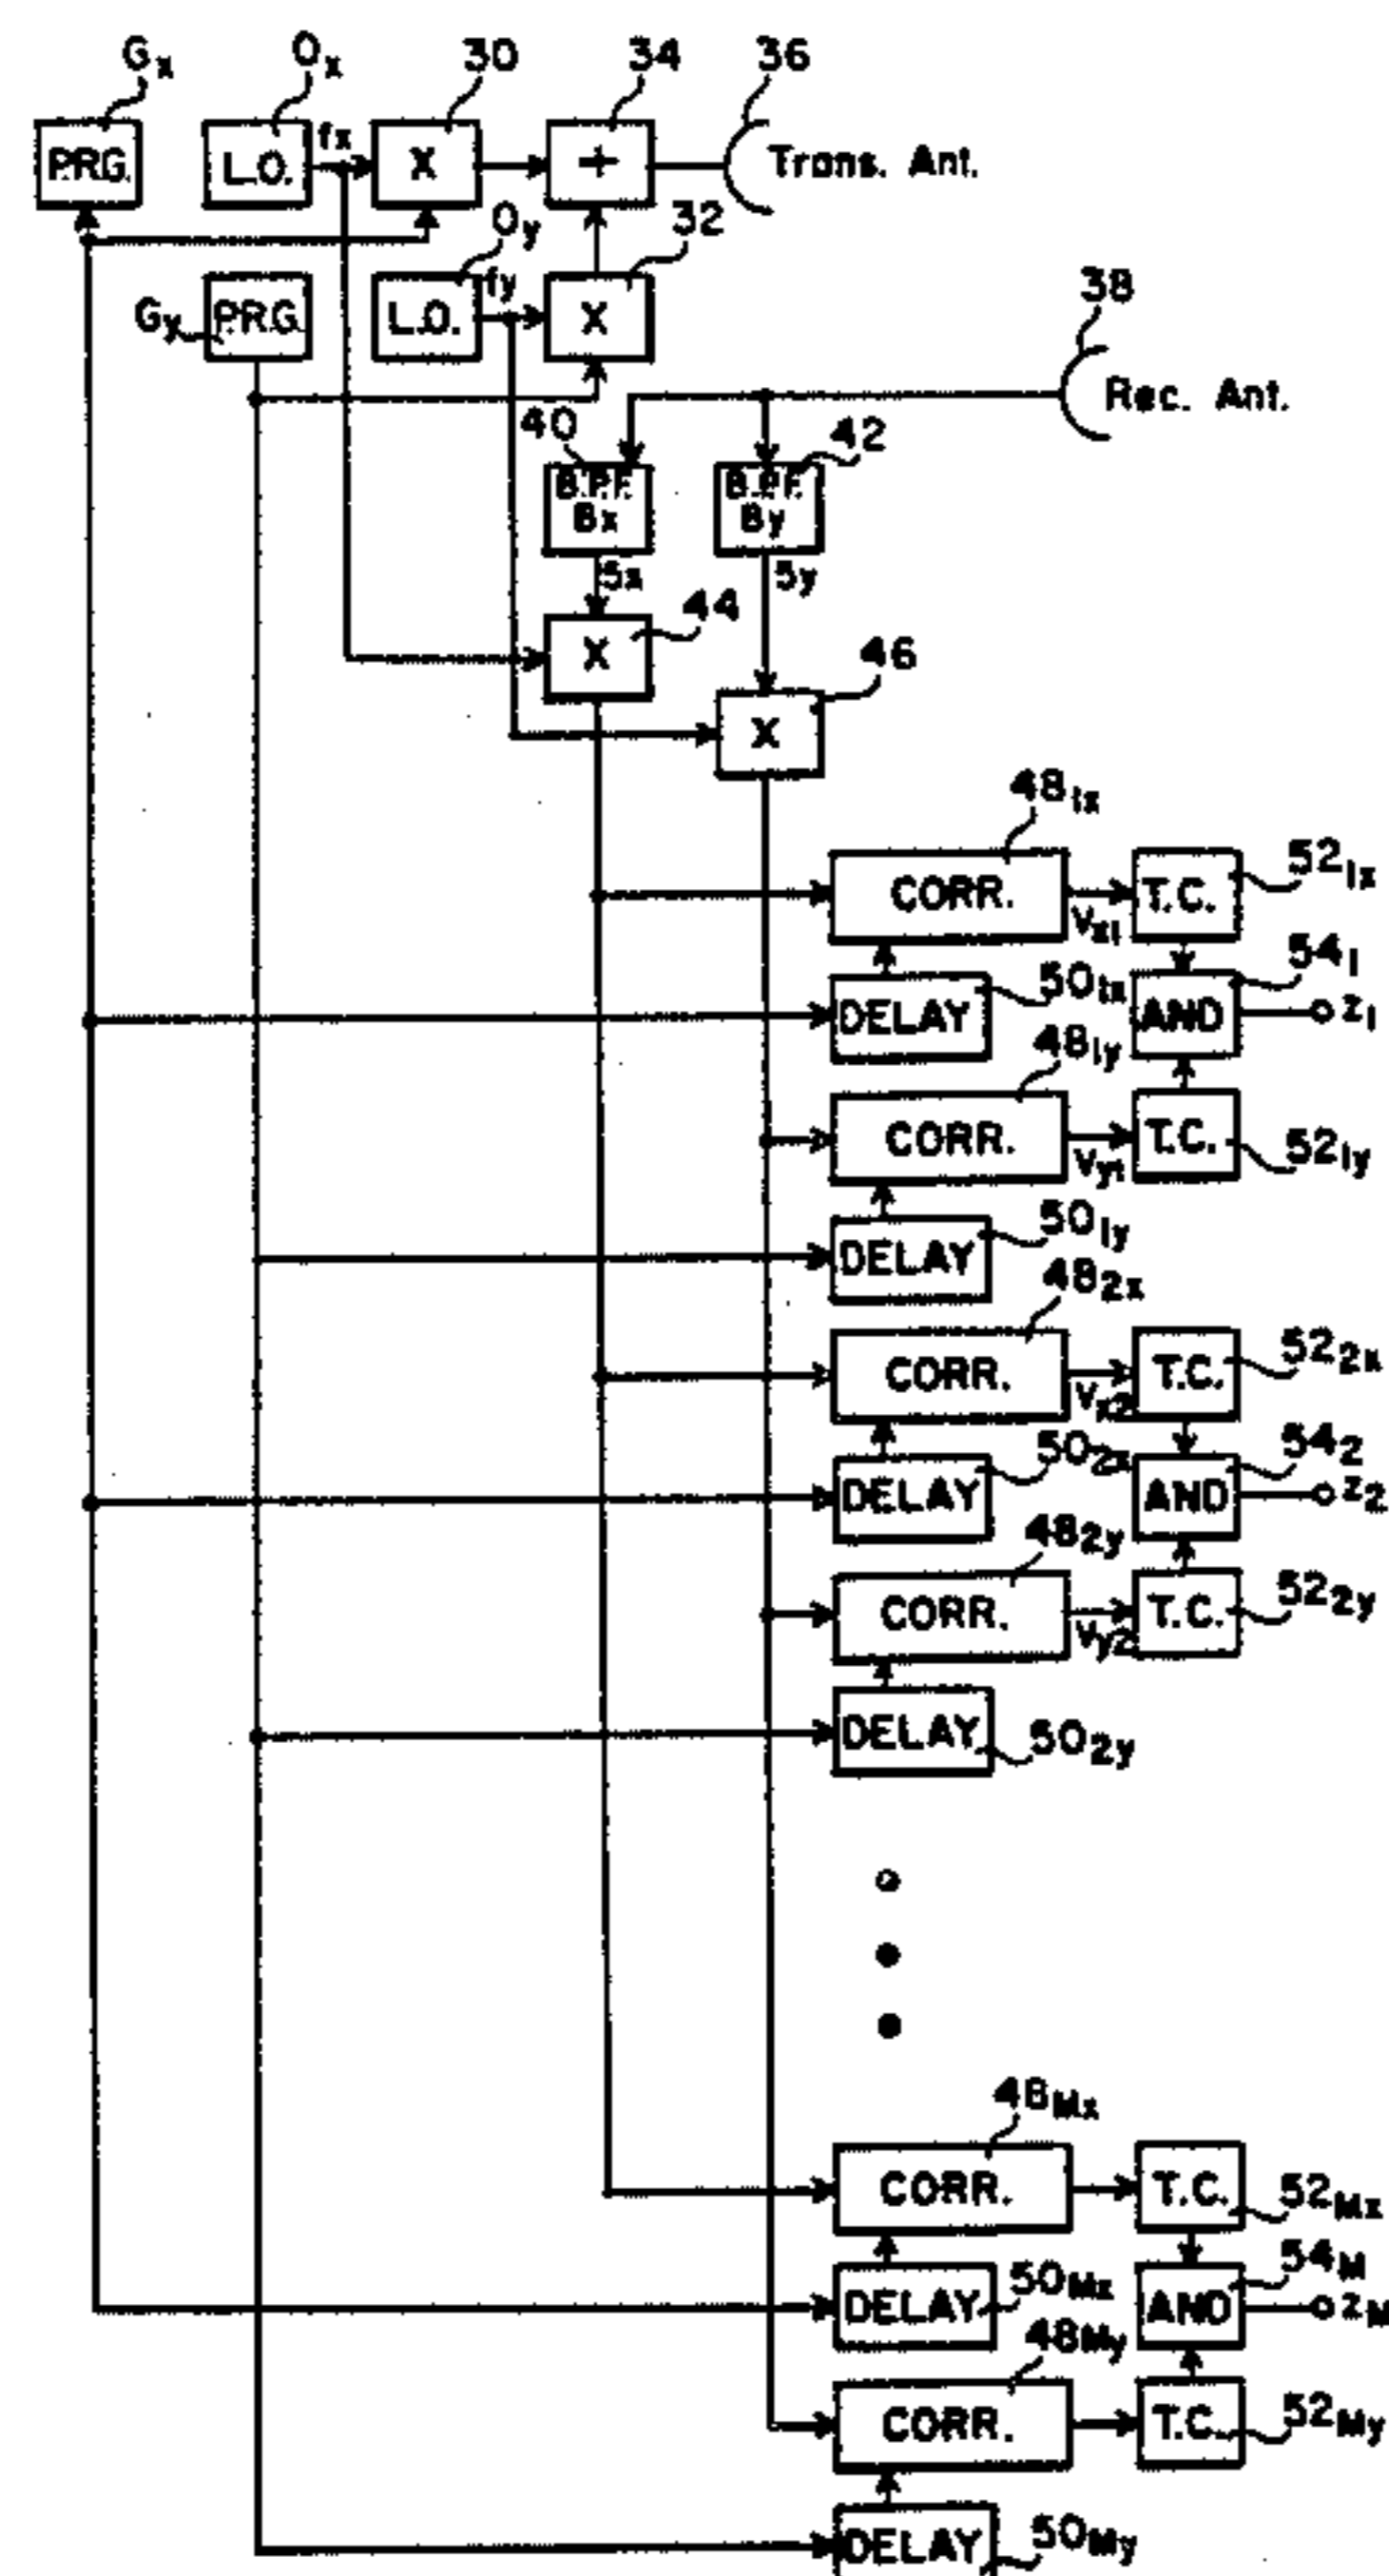 Gx Ox 30 34 36
P.R.G. L.O. fx X + Trans. Ant.
Oy 32
Gy P.R.G. L.O. fy X
38
Rec. Ant.
40 42
B.P.F. Bx B.P.F. By
Sx Sy
44
X
46
X
481x
CORR. Vx1 T.C. 521x
501x 541
DELAY AND z1
481y
CORR. Vy1 T.C. 521y
501y
DELAY
482x
CORR. Vx2 T.C. 522x
502x 542
DELAY AND z2
482y
CORR. Vy2 T.C. 522y
DELAY 502y
48Mx
CORR. T.C. 52Mx
50Mx 54M
DELAY AND zM
48My
CORR. T.C. 52My
DELAY 50My